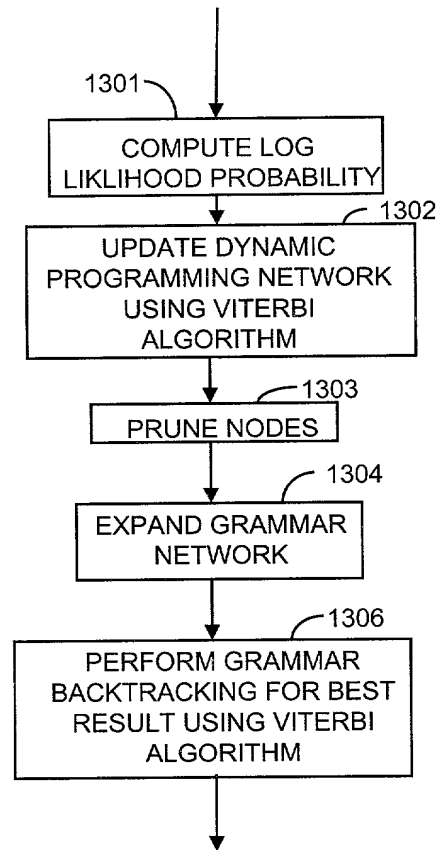 1301
COMPUTE LOG
LIKLIHOOD PROBABILITY
1302
UPDATE DYNAMIC
PROGRAMMING NETWORK
USING VITERBI
ALGORITHM
1303
PRUNE NODES
1304
EXPAND GRAMMAR
NETWORK
1306
PERFORM GRAMMAR
BACKTRACKING FOR BEST
RESULT USING VITERBI
ALGORITHM